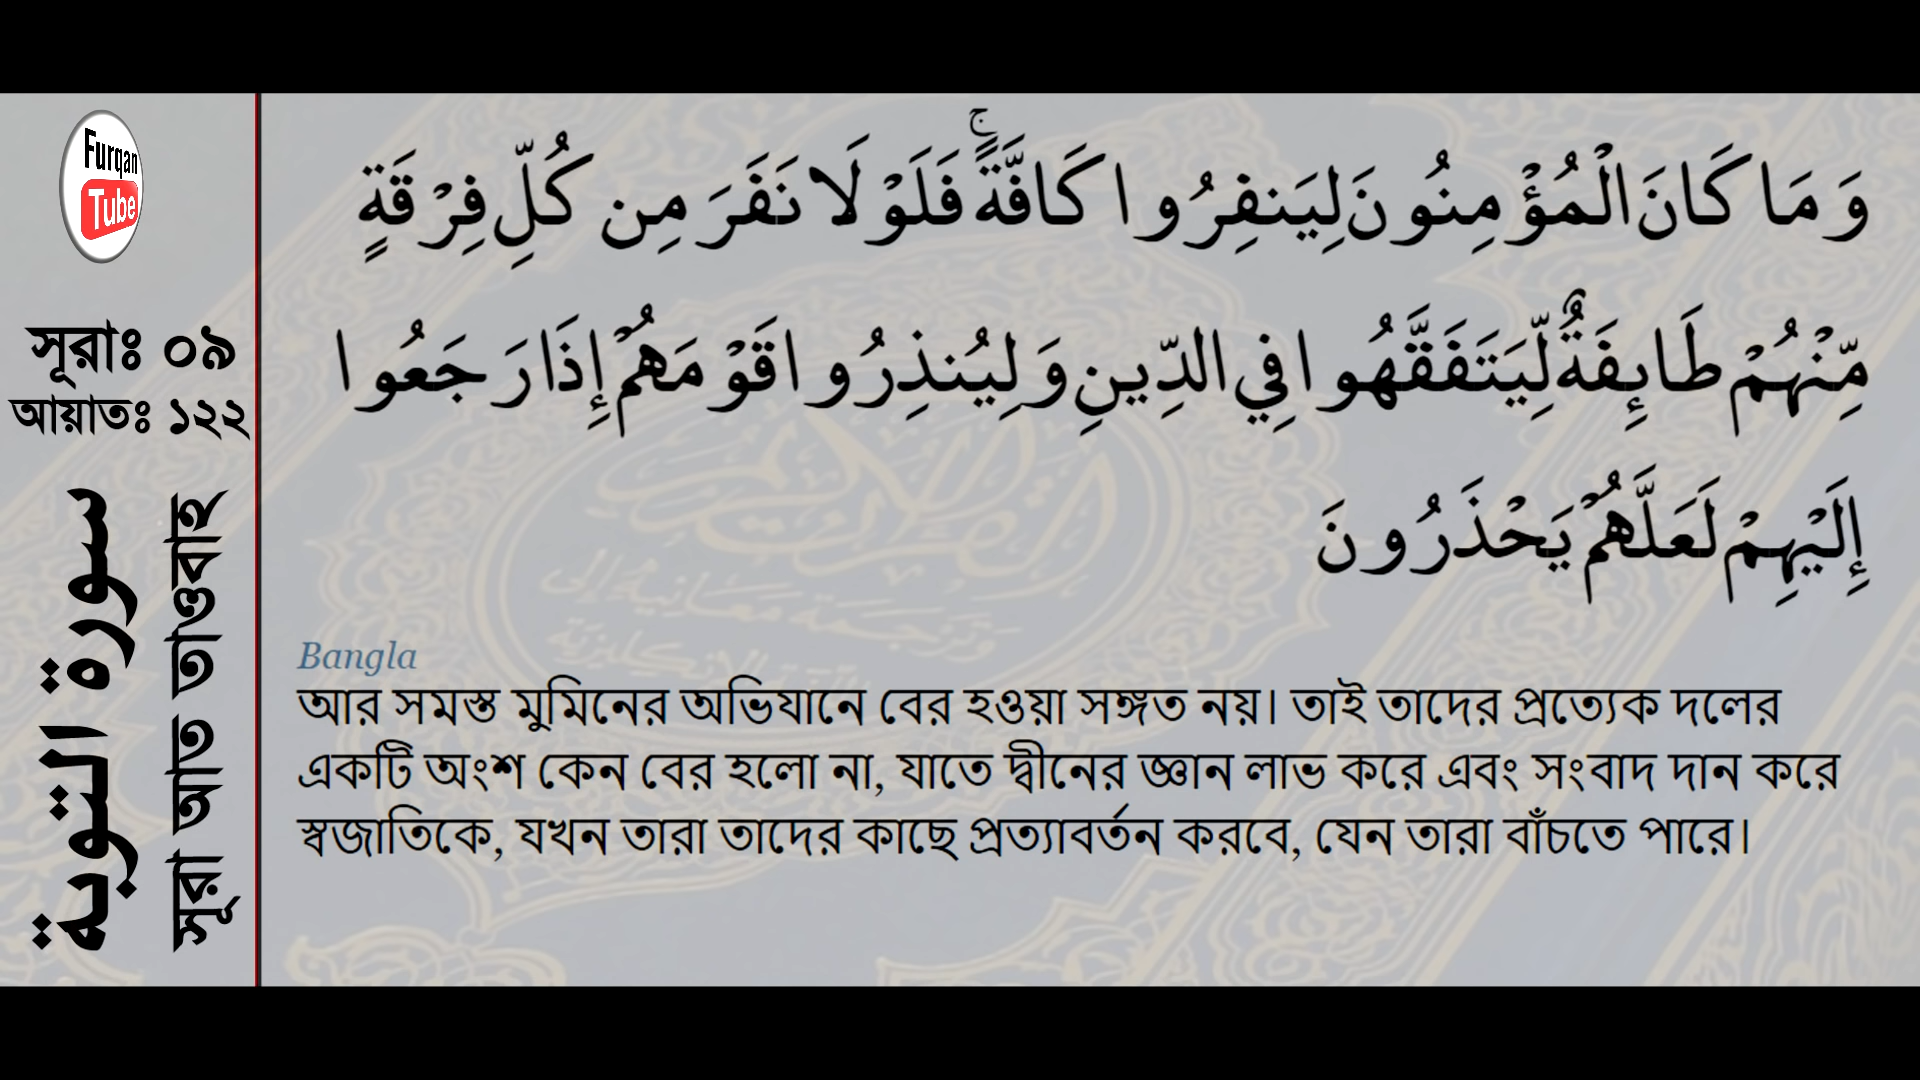 Furqan
Tube
সূরাঃ ০৯
আয়াতঃ ১২২
سورة التوبة
সূরা আত তাওবাহ
وَمَا كَانَ الْمُؤْمِنُونَ لِيَنفِرُوا كَافَّةً ۚ فَلَوْلَا نَفَرَ مِن كُلِّ فِرْقَةٍ
مِّنْهُمْ طَائِفَةٌ لِّيَتَفَقَّهُوا فِي الدِّينِ وَلِيُنذِرُوا قَوْمَهُمْ إِذَا رَجَعُوا
إِلَيْهِمْ لَعَلَّهُمْ يَحْذَرُونَ
Bangla
আর সমস্ত মুমিনের অভিযানে বের হওয়া সঙ্গত নয়। তাই তাদের প্রত্যেক দলের
একটি অংশ কেন বের হলো না, যাতে দ্বীনের জ্ঞান লাভ করে এবং সংবাদ দান করে
স্বজাতিকে, যখন তারা তাদের কাছে প্রত্যাবর্তন করবে, যেন তারা বাঁচতে পারে।